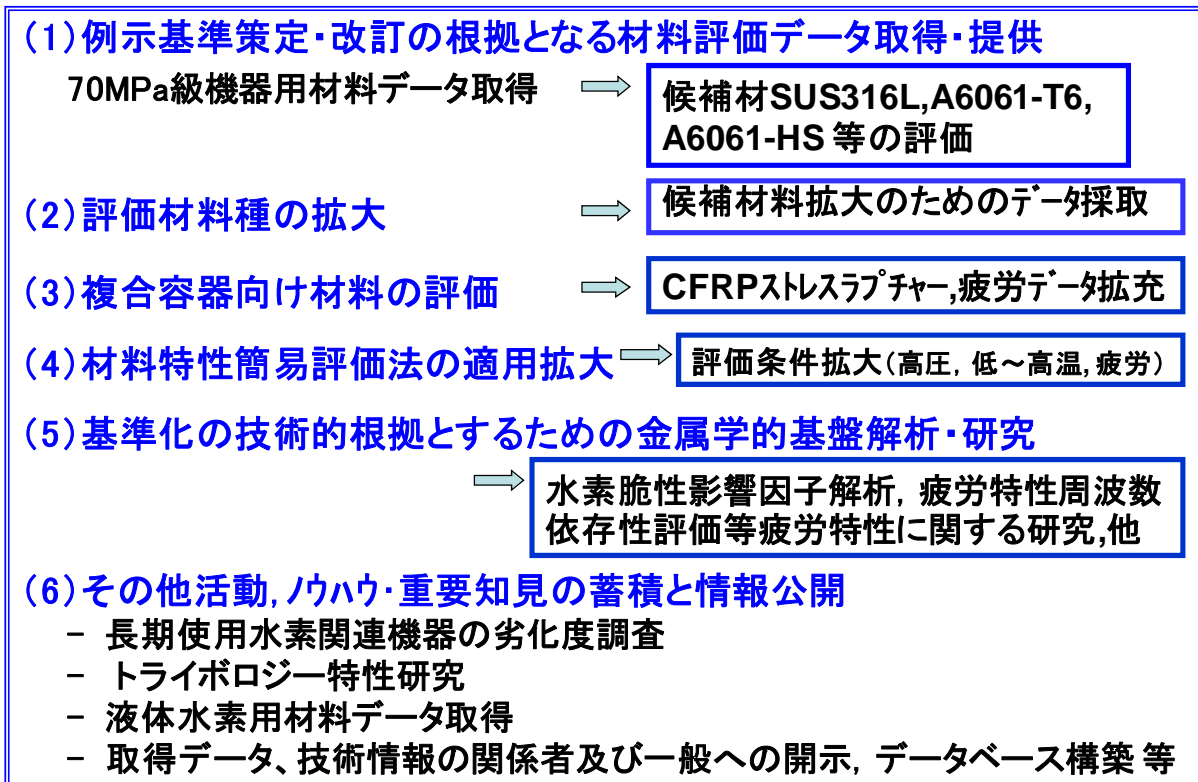 (1)例示基準策定・改訂の根拠となる材料評価データ取得・提供
70MPa級機器用材料データ取得
候補材SUS316L,A6061-T6,
A6061-HS 等の評価
(2)評価材料種の拡大
候補材料拡大のためのデータ採取
(3)複合容器向け材料の評価
CFRPストレスラプチャー,疲労データ拡充
(4)材料特性簡易評価法の適用拡大
評価条件拡大(高圧, 低～高温, 疲労)
(5)基準化の技術的根拠とするための金属学的基盤解析・研究
水素脆性影響因子解析, 疲労特性周波数
依存性評価等疲労特性に関する研究,他
(6)その他活動,ノウハウ・重要知見の蓄積と情報公開
－ 長期使用水素関連機器の劣化度調査
－ トライボロジー特性研究
－ 液体水素用材料データ取得
－ 取得データ、技術情報の関係者及び一般への開示, データベース構築 等